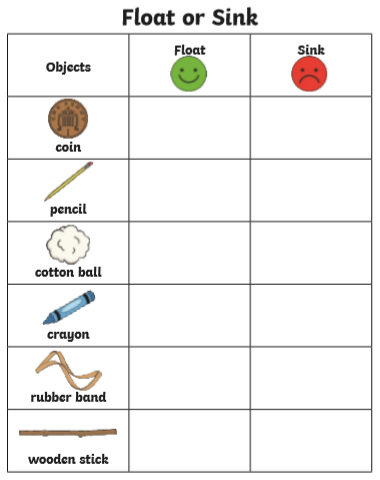 Float or Sink
Objects
Float
Sink
coin
pencil
cotton ball
crayon
rubber band
wooden stick